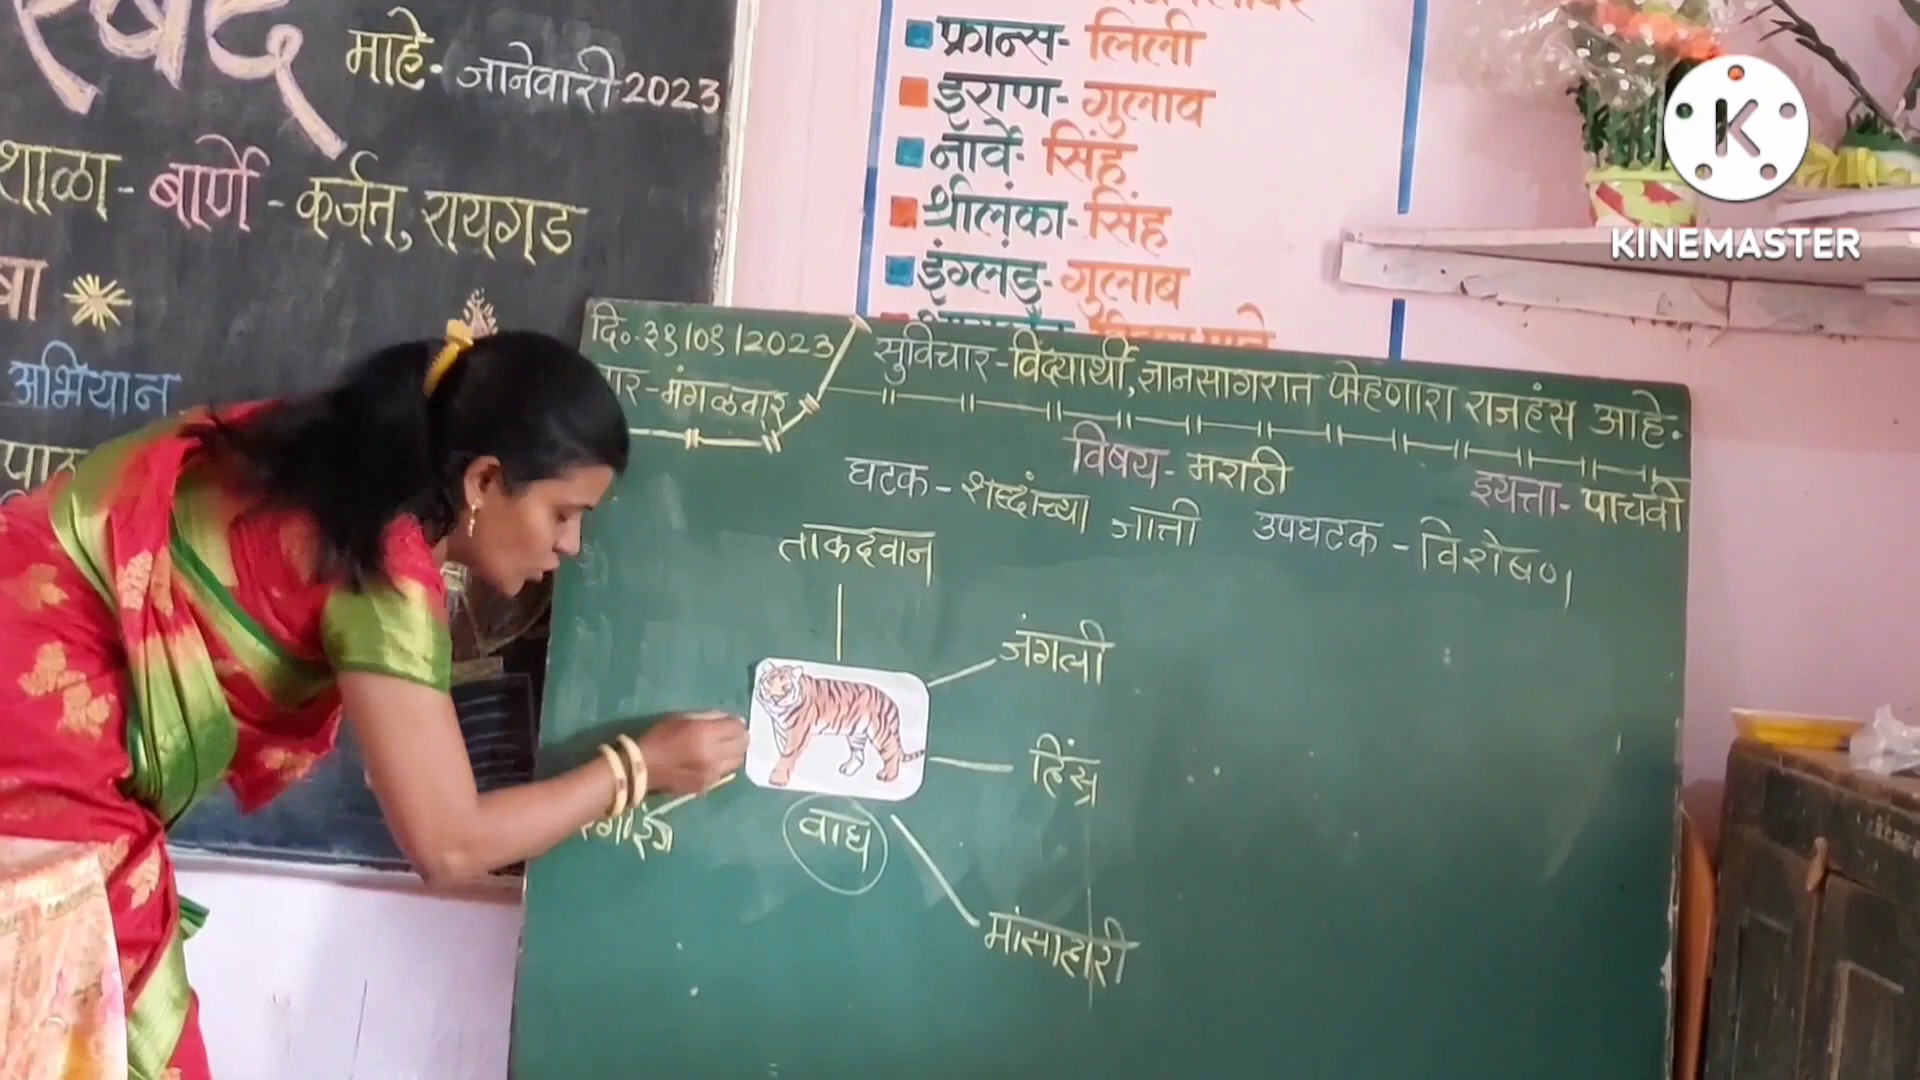 माहे - जानेवारी 2023
शाळा - बार्णे - कर्जत, रायगड
अभियान
फ्रान्स - लिली
इराण - गुलाब
नॉर्वे - सिंह
श्रीलंका - सिंह
इंग्लंड - गुलाब
KINEMASTER
दि. ३१/०१/2023
वार - मंगळवार
सुविचार - विद्यार्थी, ज्ञानसागरात पोहणारा राजहंस आहे.
विषय - मराठी
इयत्ता - पाचवी
घटक - शब्दांच्या जाती
उपघटक - विशेषण
ताकदवान
जंगली
हिंस्र
वाघ
मांसाहारी